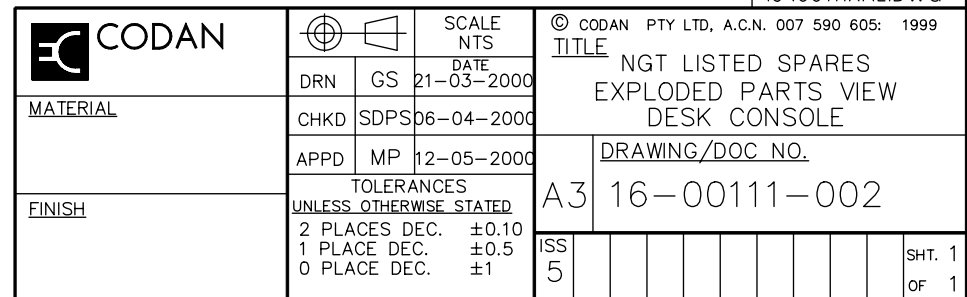 CODAN
MATERIAL
FINISH
SCALE
NTS
DATE
DRN GS 21-03-2000
CHKD SDPS 06-04-2000
APPD MP 12-05-2000
TOLERANCES
UNLESS OTHERWISE STATED
2 PLACES DEC. ±0.10
1 PLACE DEC. ±0.5
0 PLACE DEC. ±1
© CODAN PTY LTD, A.C.N. 007 590 605: 1999
TITLE
NGT LISTED SPARES
EXPLODED PARTS VIEW
DESK CONSOLE
DRAWING/DOC NO.
A3 16-00111-002
ISS
5
SHT. 1
OF 1